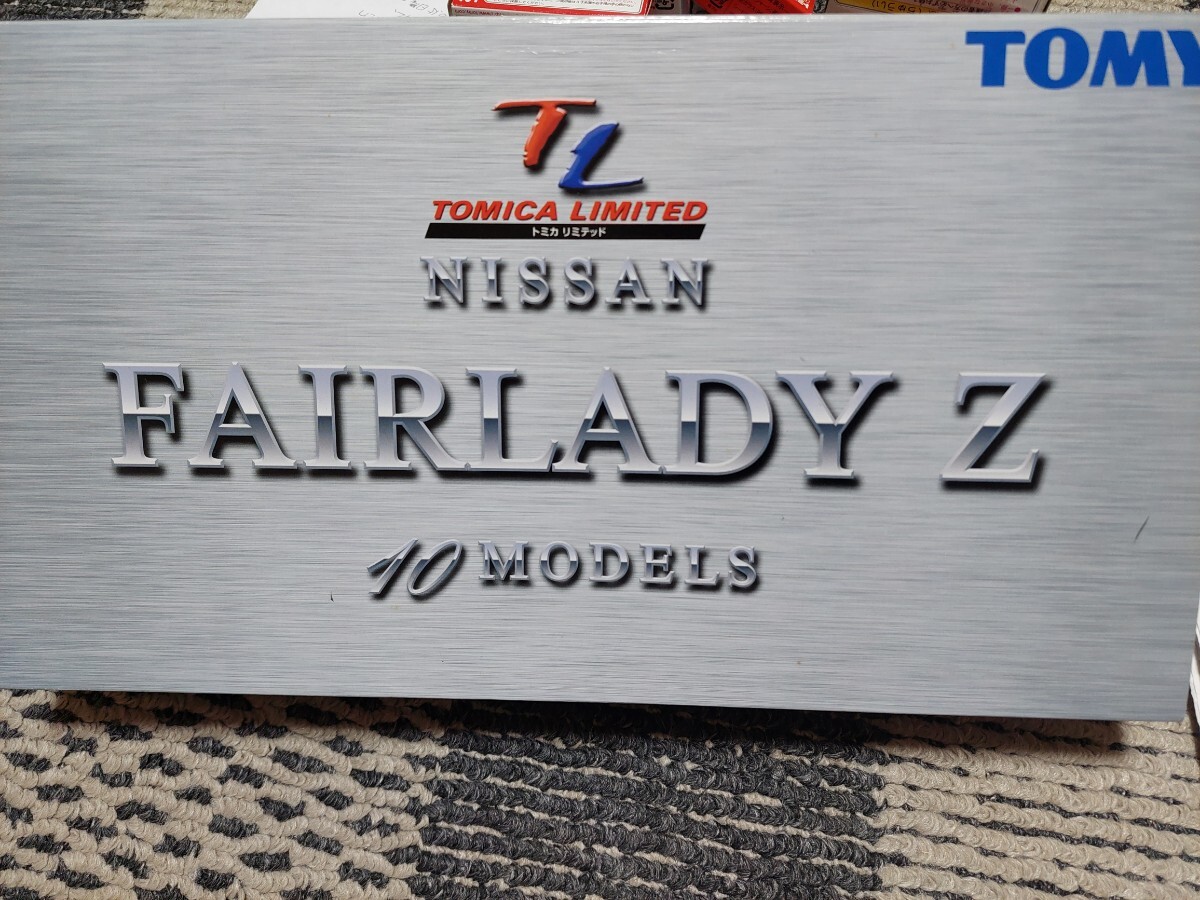 TOMY
TL
TOMICA LIMITED
トミカ リミテッド
NISSAN
FAIRLADY Z
10 MODELS